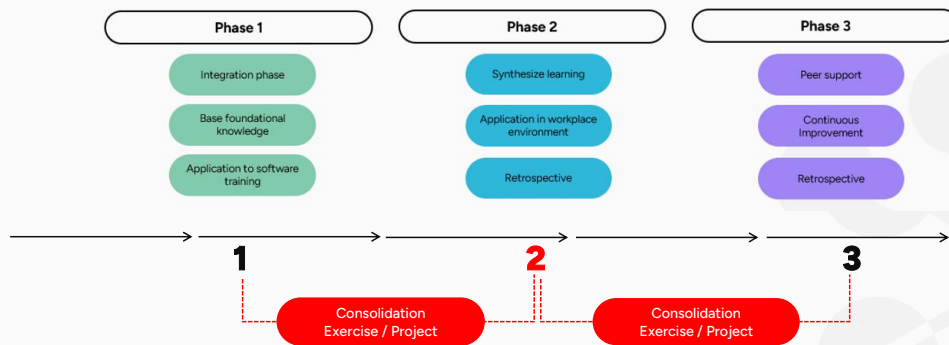 Phase 1
Phase 2
Phase 3
Integration phase
Synthesize learning
Peer support
Base foundational
knowledge
Application in workplace
environment
Continuous
Improvement
Application to software
training
Retrospective
Retrospective
1
2
3
Consolidation
Exercise / Project
Consolidation
Exercise / Project